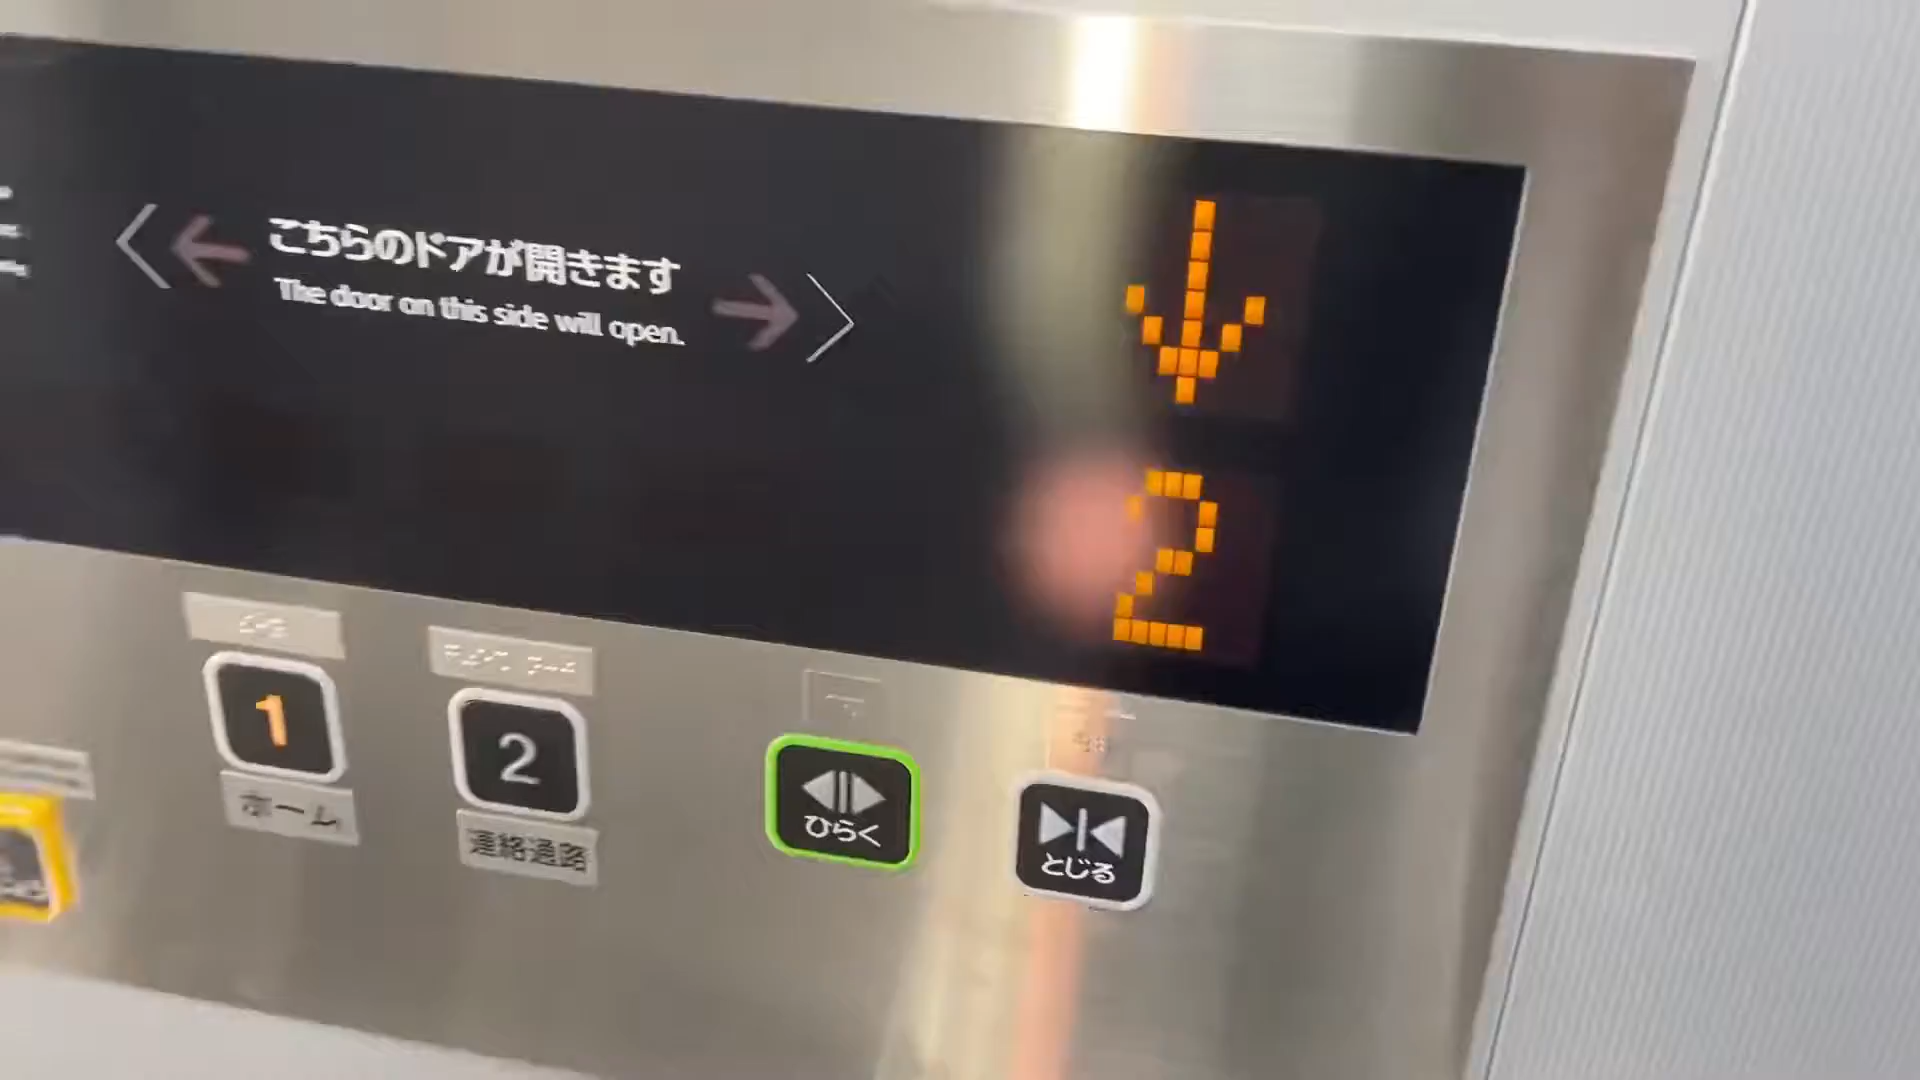 こちらのドアが開きます
The door on this side will open.
2
1
2
ホーム
連絡通路
ひらく
とじる